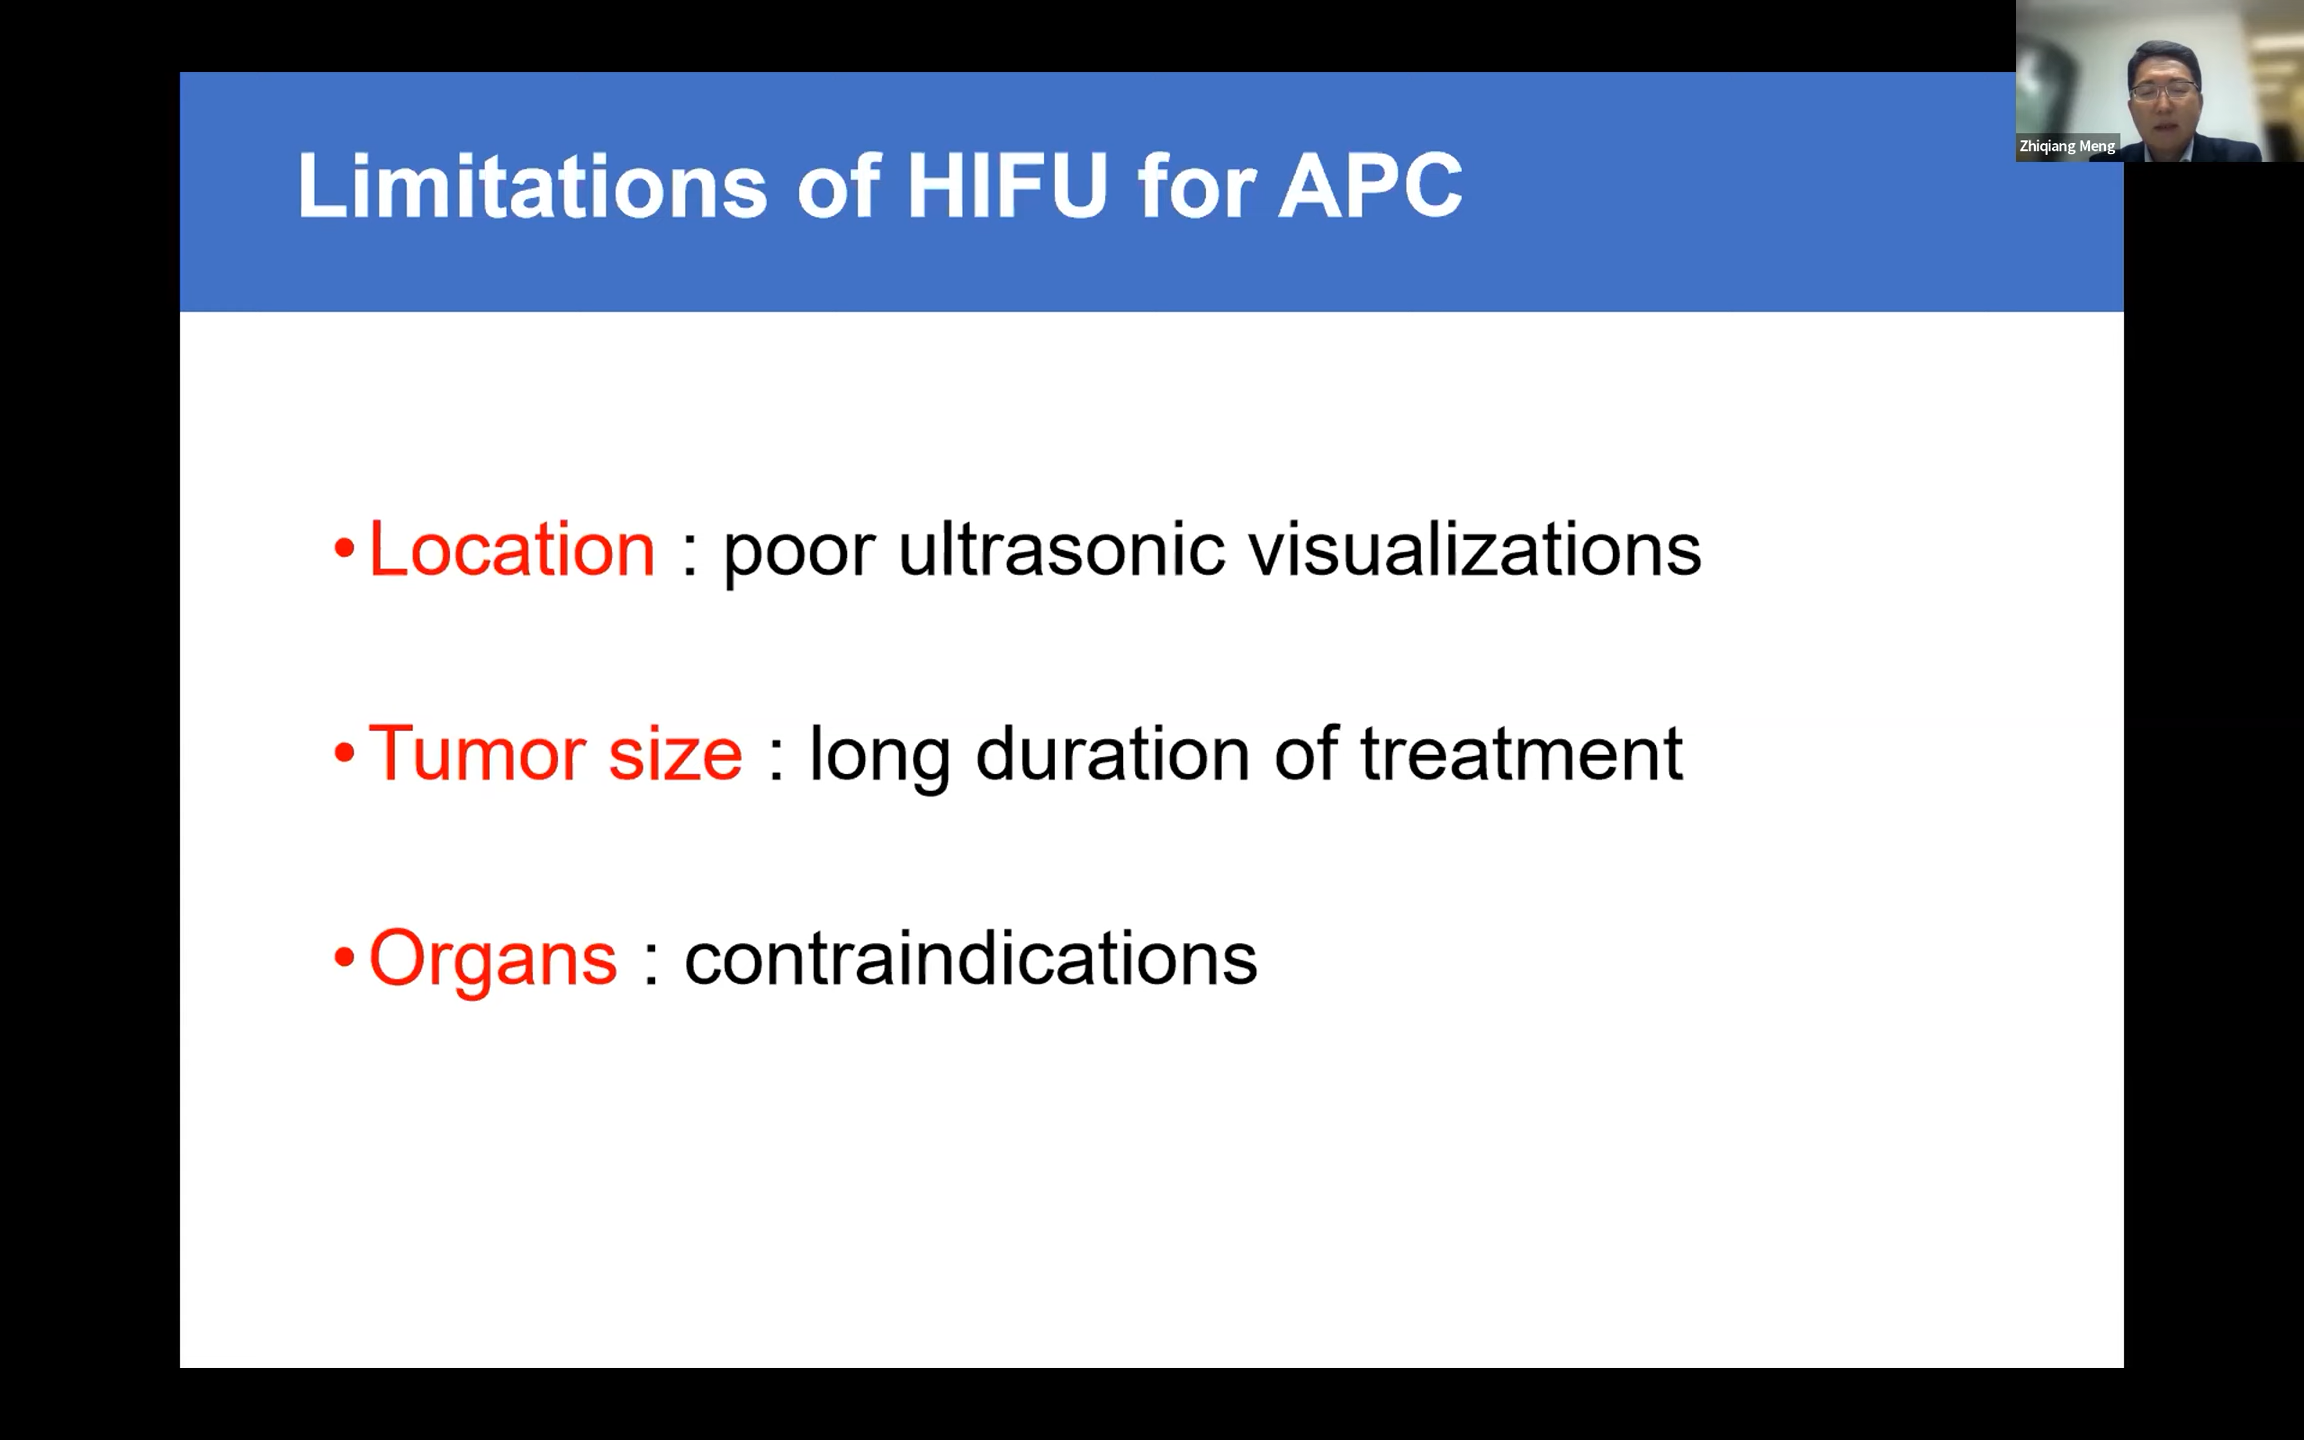 Limitations of HIFU for APC
Zhiqiang Meng
•Location : poor ultrasonic visualizations
•Tumor size : long duration of treatment
•Organs : contraindications